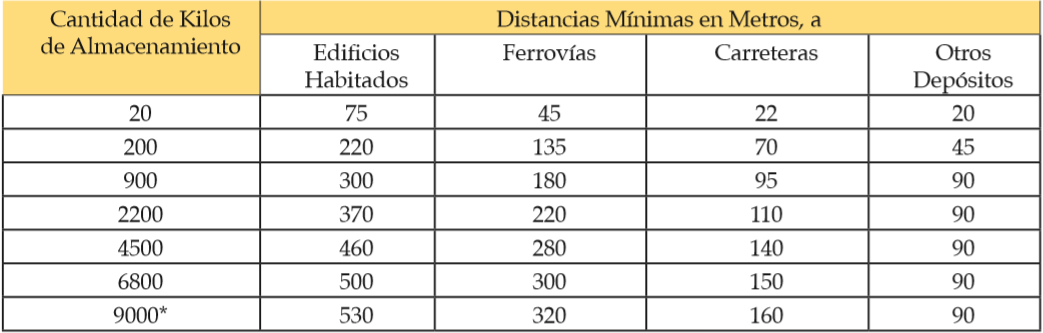 Cantidad de Kilos de Almacenamiento Distancias Mínimas en Metros, a
Edificios Habitados Ferrovías Carreteras Otros Depósitos
20 75 45 22 20
200 220 135 70 45
900 300 180 95 90
2200 370 220 110 90
4500 460 280 140 90
6800 500 300 150 90
9000* 530 320 160 90